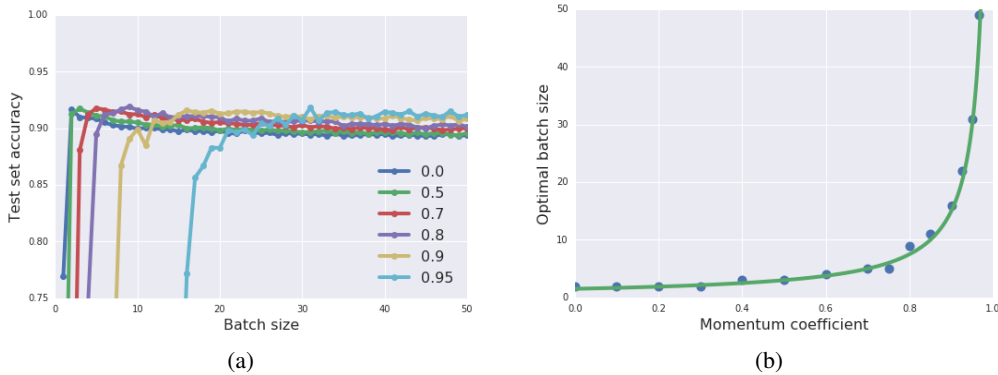 1.00
0.95
0.90
0.85
0.80
0.75
Test set accuracy
0 10 20 30 40 50
Batch size
0.0
0.5
0.7
0.8
0.9
0.95
(a)
50
40
30
20
10
0
Optimal batch size
0.0 0.2 0.4 0.6 0.8 1.0
Momentum coefficient
(b)